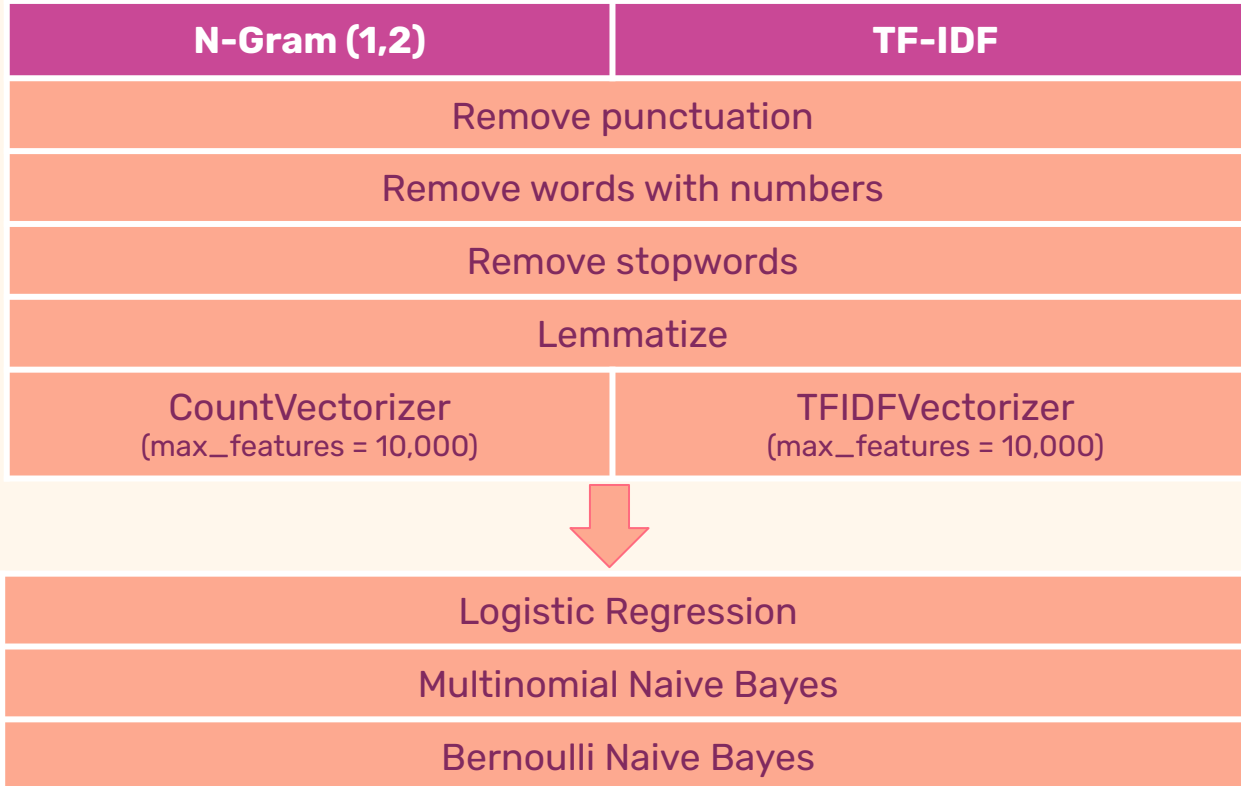 N-Gram (1,2)
TF-IDF
Remove punctuation
Remove words with numbers
Remove stopwords
Lemmatize
CountVectorizer
(max_features = 10,000)
TFIDFVectorizer
(max_features = 10,000)
Logistic Regression
Multinomial Naive Bayes
Bernoulli Naive Bayes